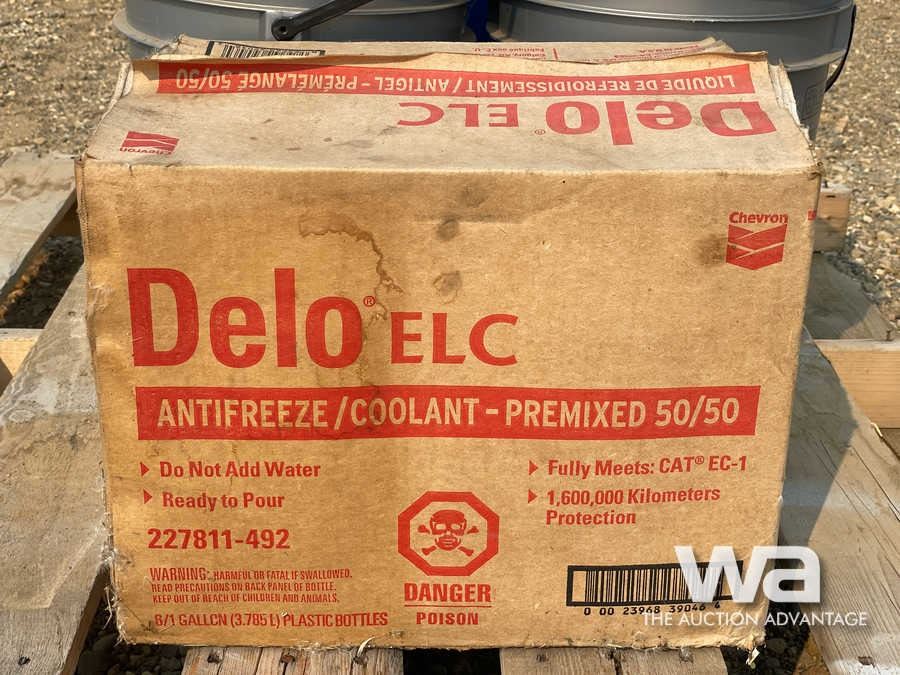 LIQUIDE DE REFROIDISSEMENT / ANTIGEL - PRÉMÉLANGÉ 50/50
Delo® ELC
Chevron
Chevron
Delo® ELC
ANTIFREEZE/COOLANT - PREMIXED 50/50
Do Not Add Water
Ready to Pour
Fully Meets: CAT® EC-1
1,600,000 Kilometers
Protection
227811-492
WARNING: HARMFUL OR FATAL IF SWALLOWED.
READ PRECAUTIONS ON BACK PANEL OF BOTTLE.
KEEP OUT OF REACH OF CHILDREN AND ANIMALS.
6/1 GALLON (3.785 L) PLASTIC BOTTLES
DANGER
POISON
0 00 23968 39046 4
wa
THE AUCTION ADVANTAGE